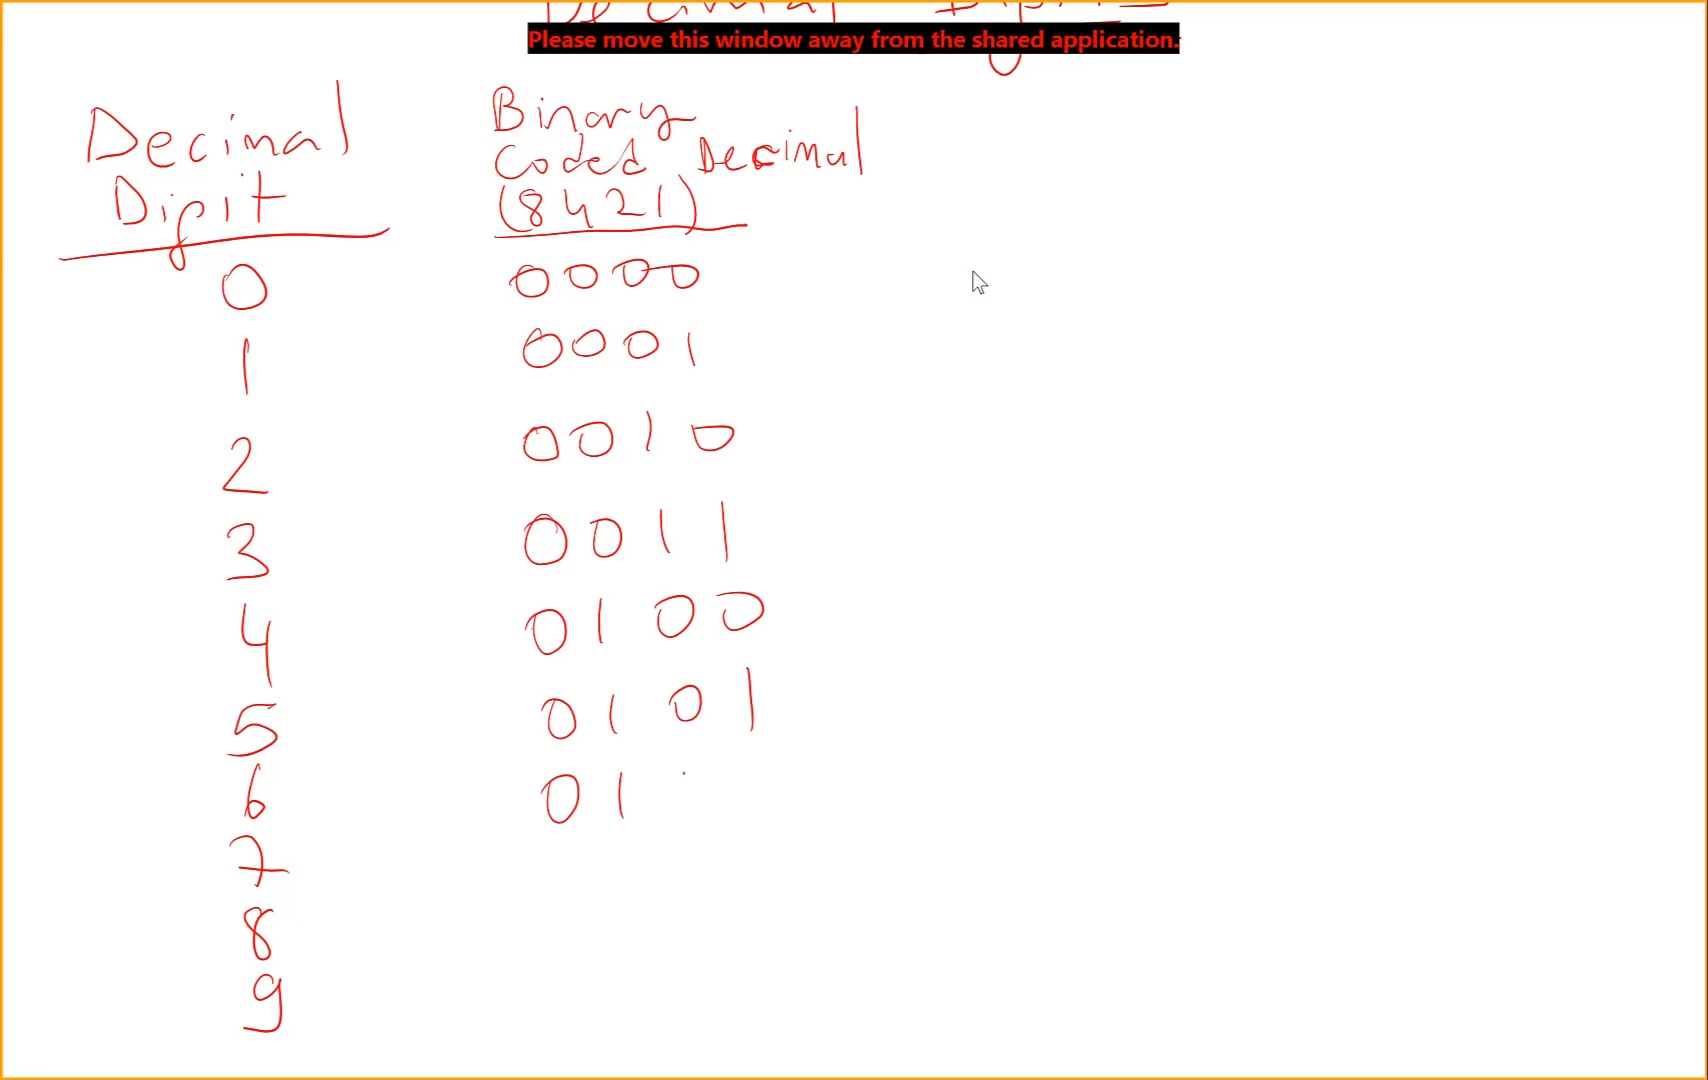 Please move this window away from the shared application.
Decimal
Digit
Binary
Coded Decimal
(8421)
0 0000
1 0001
2 0010
3 0011
4 0100
5 0101
6 01
7
8
9